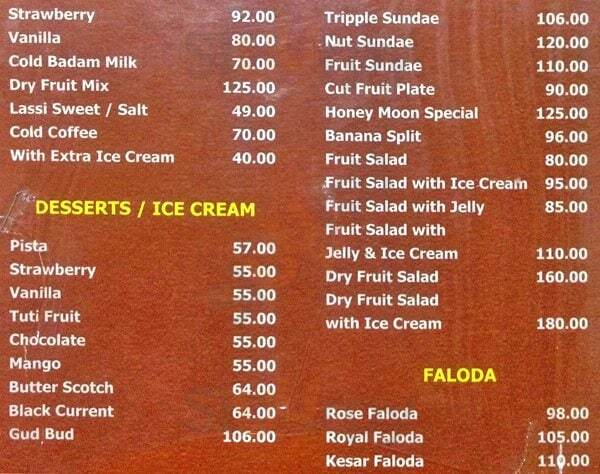 Strawberry 92.00
Vanilla 80.00
Cold Badam Milk 70.00
Dry Fruit Mix 125.00
Lassi Sweet / Salt 49.00
Cold Coffee 70.00
With Extra Ice Cream 40.00
DESSERTS / ICE CREAM
Pista 57.00
Strawberry 55.00
Vanilla 55.00
Tuti Fruit 55.00
Chocolate 55.00
Mango 55.00
Butter Scotch 64.00
Black Current 64.00
Gud Bud 106.00
Tripple Sundae 106.00
Nut Sundae 120.00
Fruit Sundae 110.00
Cut Fruit Plate 90.00
Honey Moon Special 125.00
Banana Split 96.00
Fruit Salad 80.00
Fruit Salad with Ice Cream 95.00
Fruit Salad with Jelly 85.00
Fruit Salad with
Jelly & Ice Cream 110.00
Dry Fruit Salad 160.00
Dry Fruit Salad
with Ice Cream 180.00
FALODA
Rose Faloda 98.00
Royal Faloda 105.00
Kesar Faloda 110.00